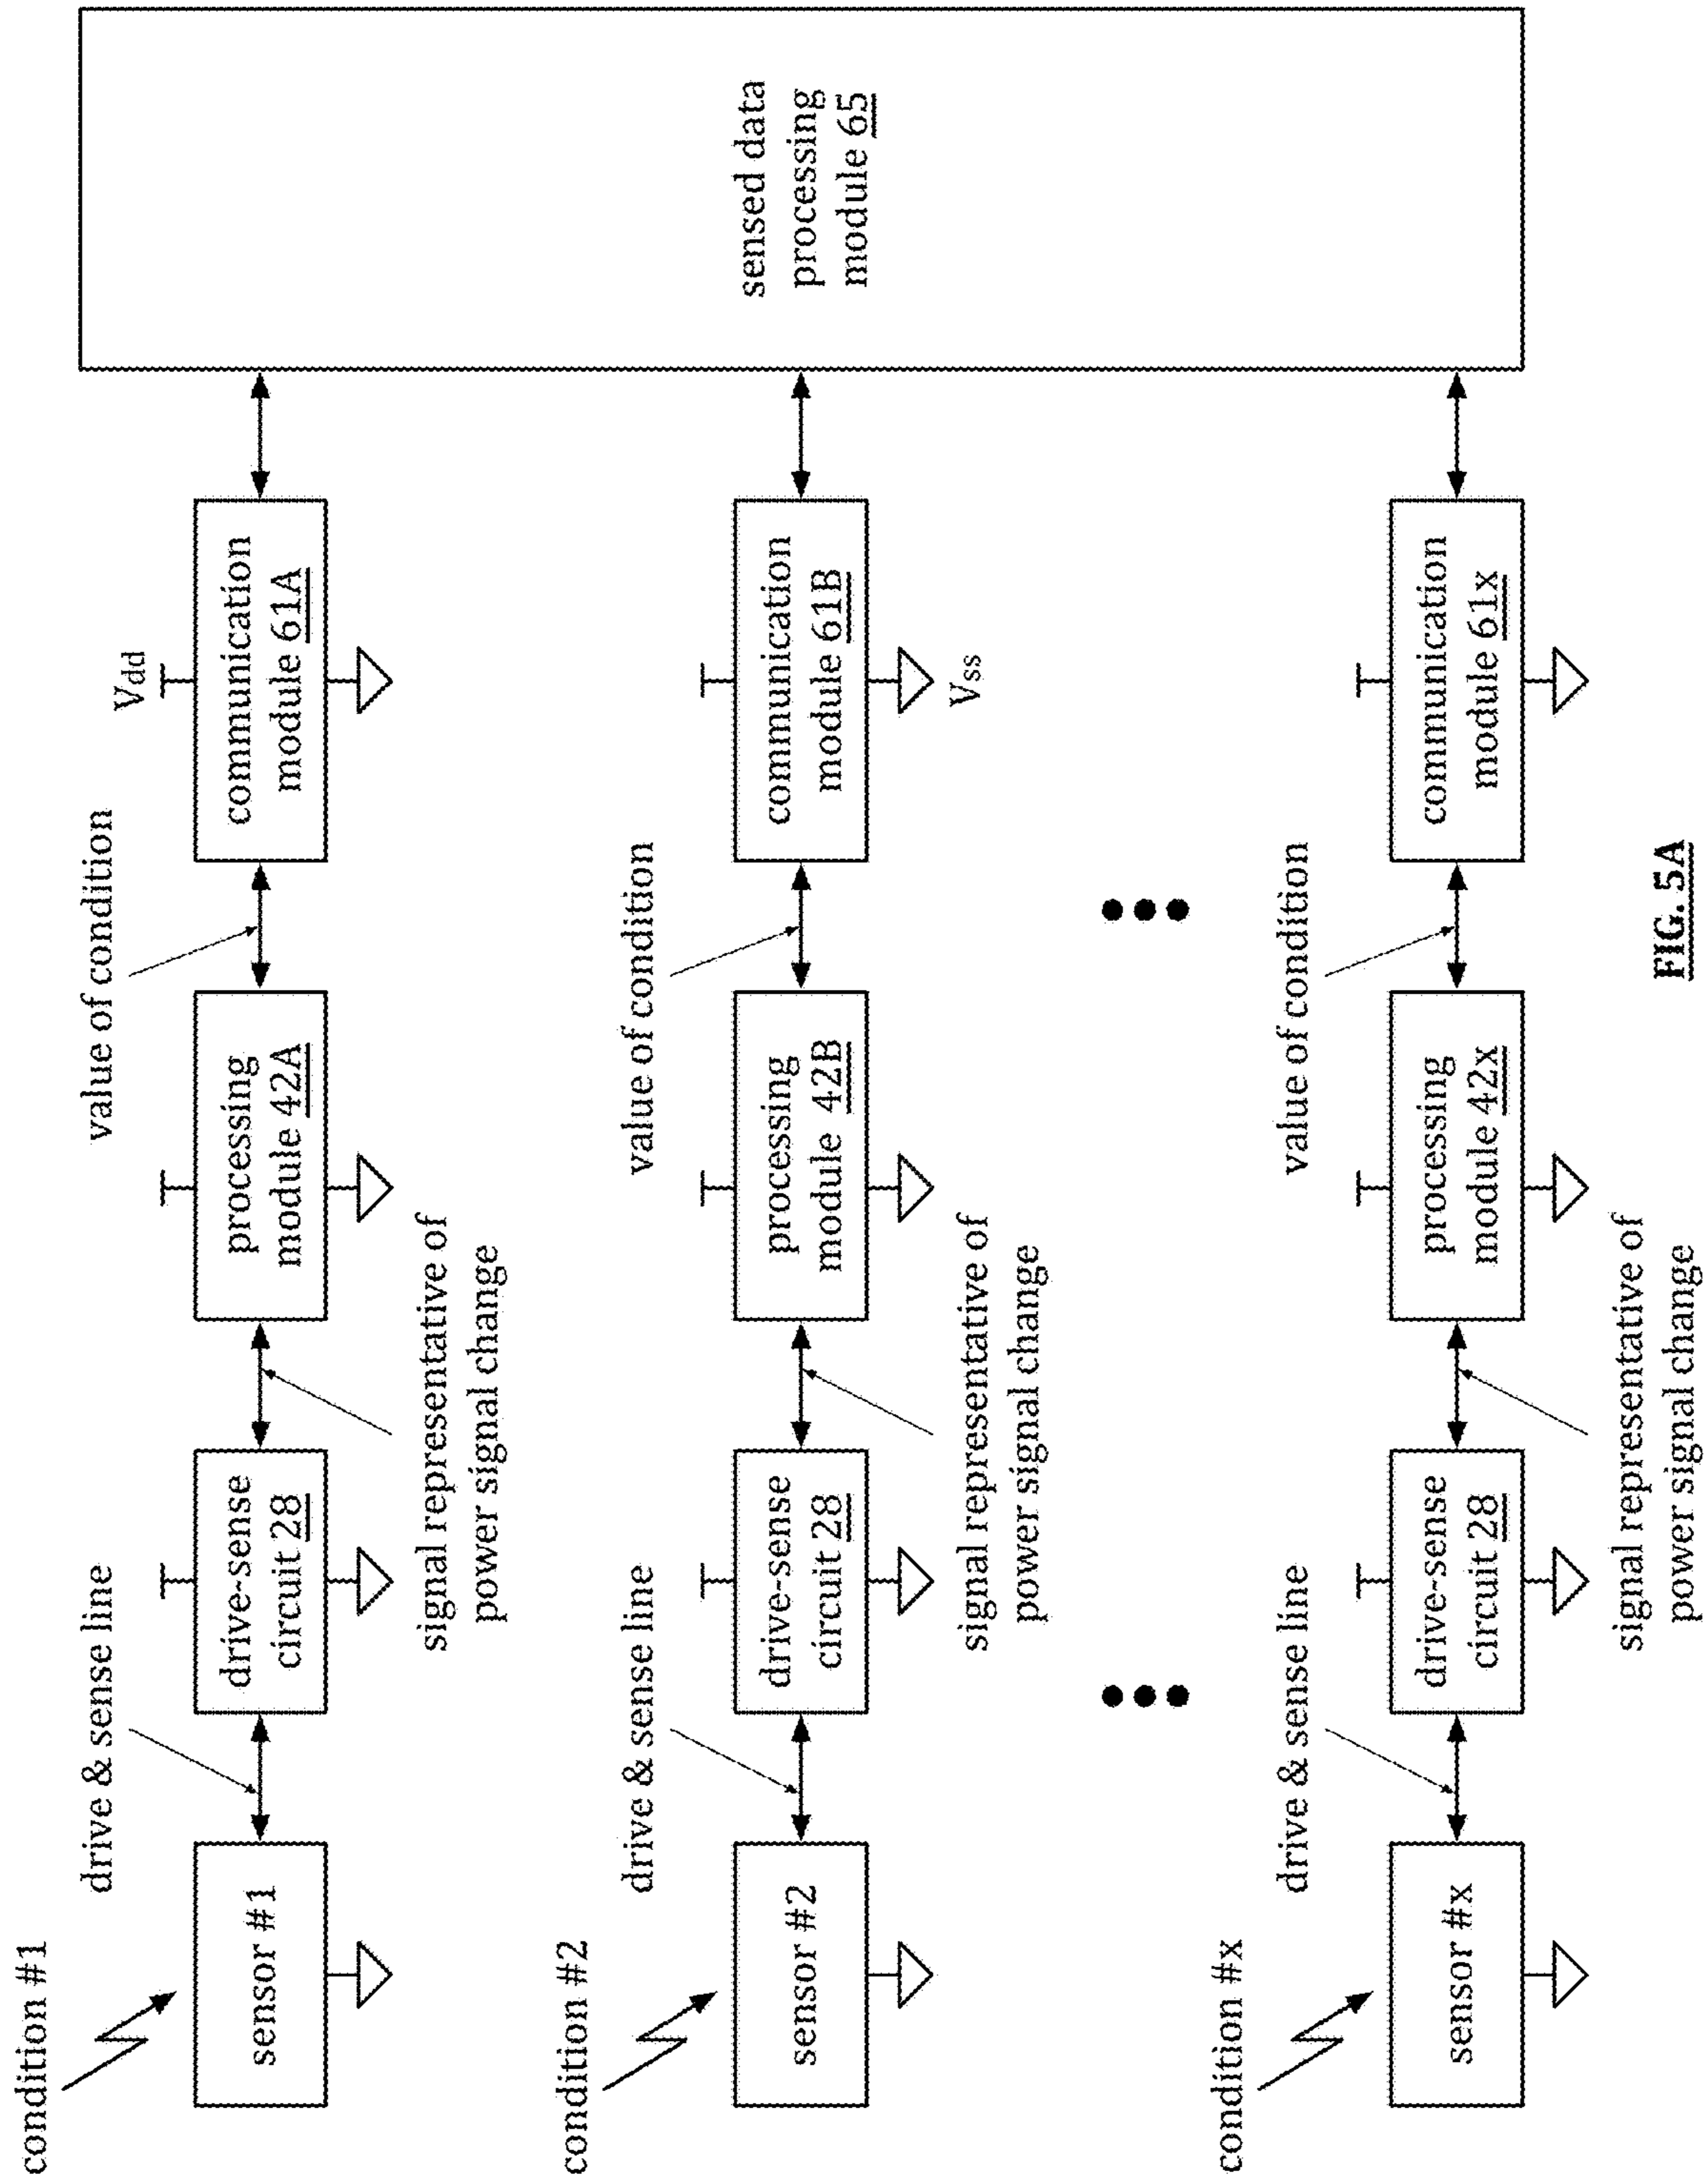 condition #1
drive & sense line
value of condition
Vdd
sensor #1
drive-sense
circuit 28
processing
module 42A
communication
module 61A
signal representative of
power signal change
condition #2
drive & sense line
value of condition
sensor #2
drive-sense
circuit 28
processing
module 42B
communication
module 61B
sensed data
processing
module 65
signal representative of
power signal change
Vss
condition #x
drive & sense line
value of condition
sensor #x
drive-sense
circuit 28
processing
module 42x
communication
module 61x
signal representative of
power signal change
FIG. 5A